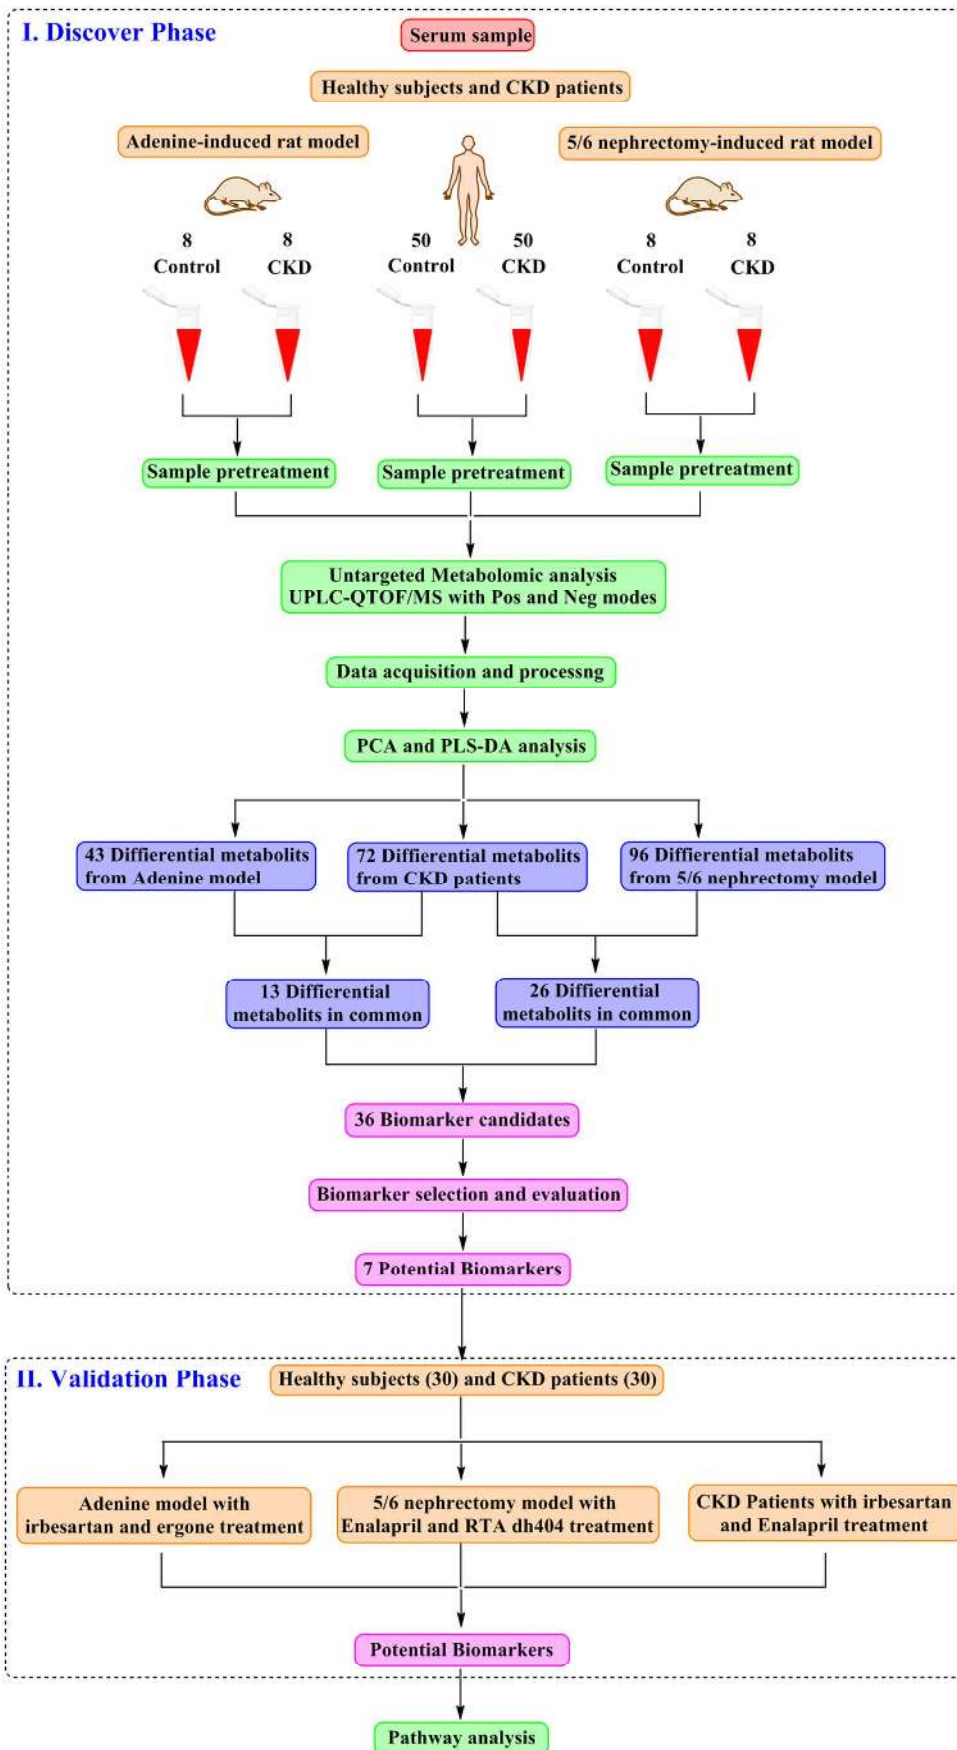 I. Discover Phase
Serum sample
Healthy subjects and CKD patients
Adenine-induced rat model
5/6 nephrectomy-induced rat model
8
Control
8
CKD
50
Control
50
CKD
8
Control
8
CKD
Sample pretreatment
Sample pretreatment
Sample pretreatment
Untargeted Metabolomic analysis
UPLC-QTOF/MS with Pos and Neg modes
Data acquisition and processng
PCA and PLS-DA analysis
43 Diffierential metabolits
from Adenine model
72 Diffierential metabolits
from CKD patients
96 Diffierential metabolits
from 5/6 nephrectomy model
13 Diffierential
metabolits in common
26 Diffierential
metabolits in common
36 Biomarker candidates
Biomarker selection and evaluation
7 Potential Biomarkers
II. Validation Phase
Healthy subjects (30) and CKD patients (30)
Adenine model with
irbesartan and ergone treatment
5/6 nephrectomy model with
Enalapril and RTA dh404 treatment
CKD Patients with irbesartan
and Enalapril treatment
Potential Biomarkers
Pathway analysis